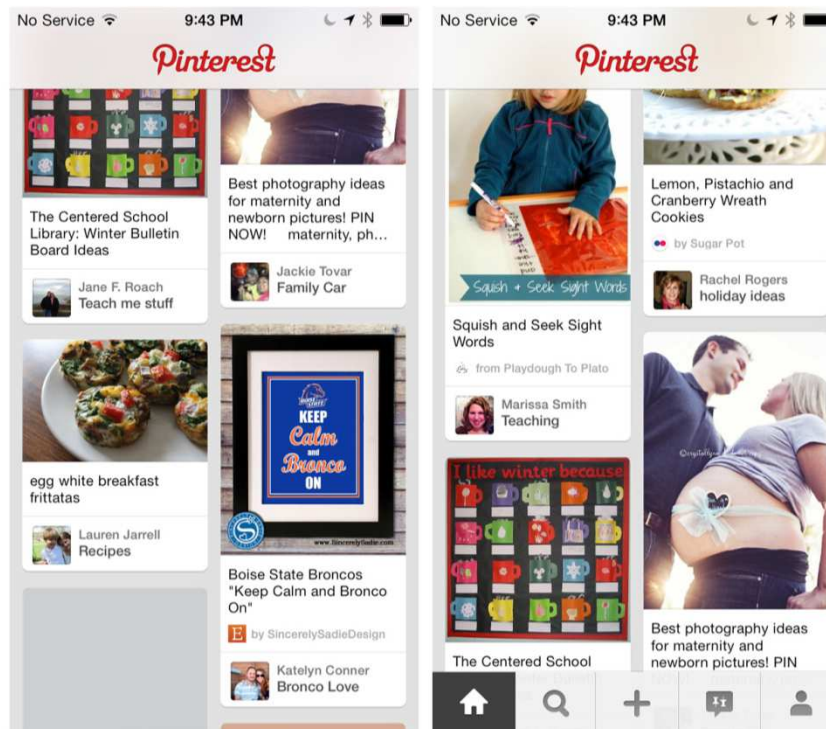 No Service 9:43 PM
Pinterest
The Centered School
Library: Winter Bulletin
Board Ideas
Jane F. Roach
Teach me stuff
egg white breakfast
frittatas
Lauren Jarrell
Recipes
Best photography ideas
for maternity and
newborn pictures! PIN
NOW! maternity, ph...
Jackie Tovar
Family Car
KEEP
Calm
and
Bronco
ON
www.SincerelySadie.com
Boise State Broncos
"Keep Calm and Bronco
On"
by SincerelySadieDesign
Katelyn Conner
Bronco Love
No Service 9:43 PM
Pinterest
Squish + Seek Sight Words
Squish and Seek Sight
Words
from Playdough To Plato
Marissa Smith
Teaching
I like winter because
The Centered School
Lemon, Pistachio and
Cranberry Wreath
Cookies
by Sugar Pot
Rachel Rogers
holiday ideas
Best photography ideas
for maternity and
newborn pictures! PIN